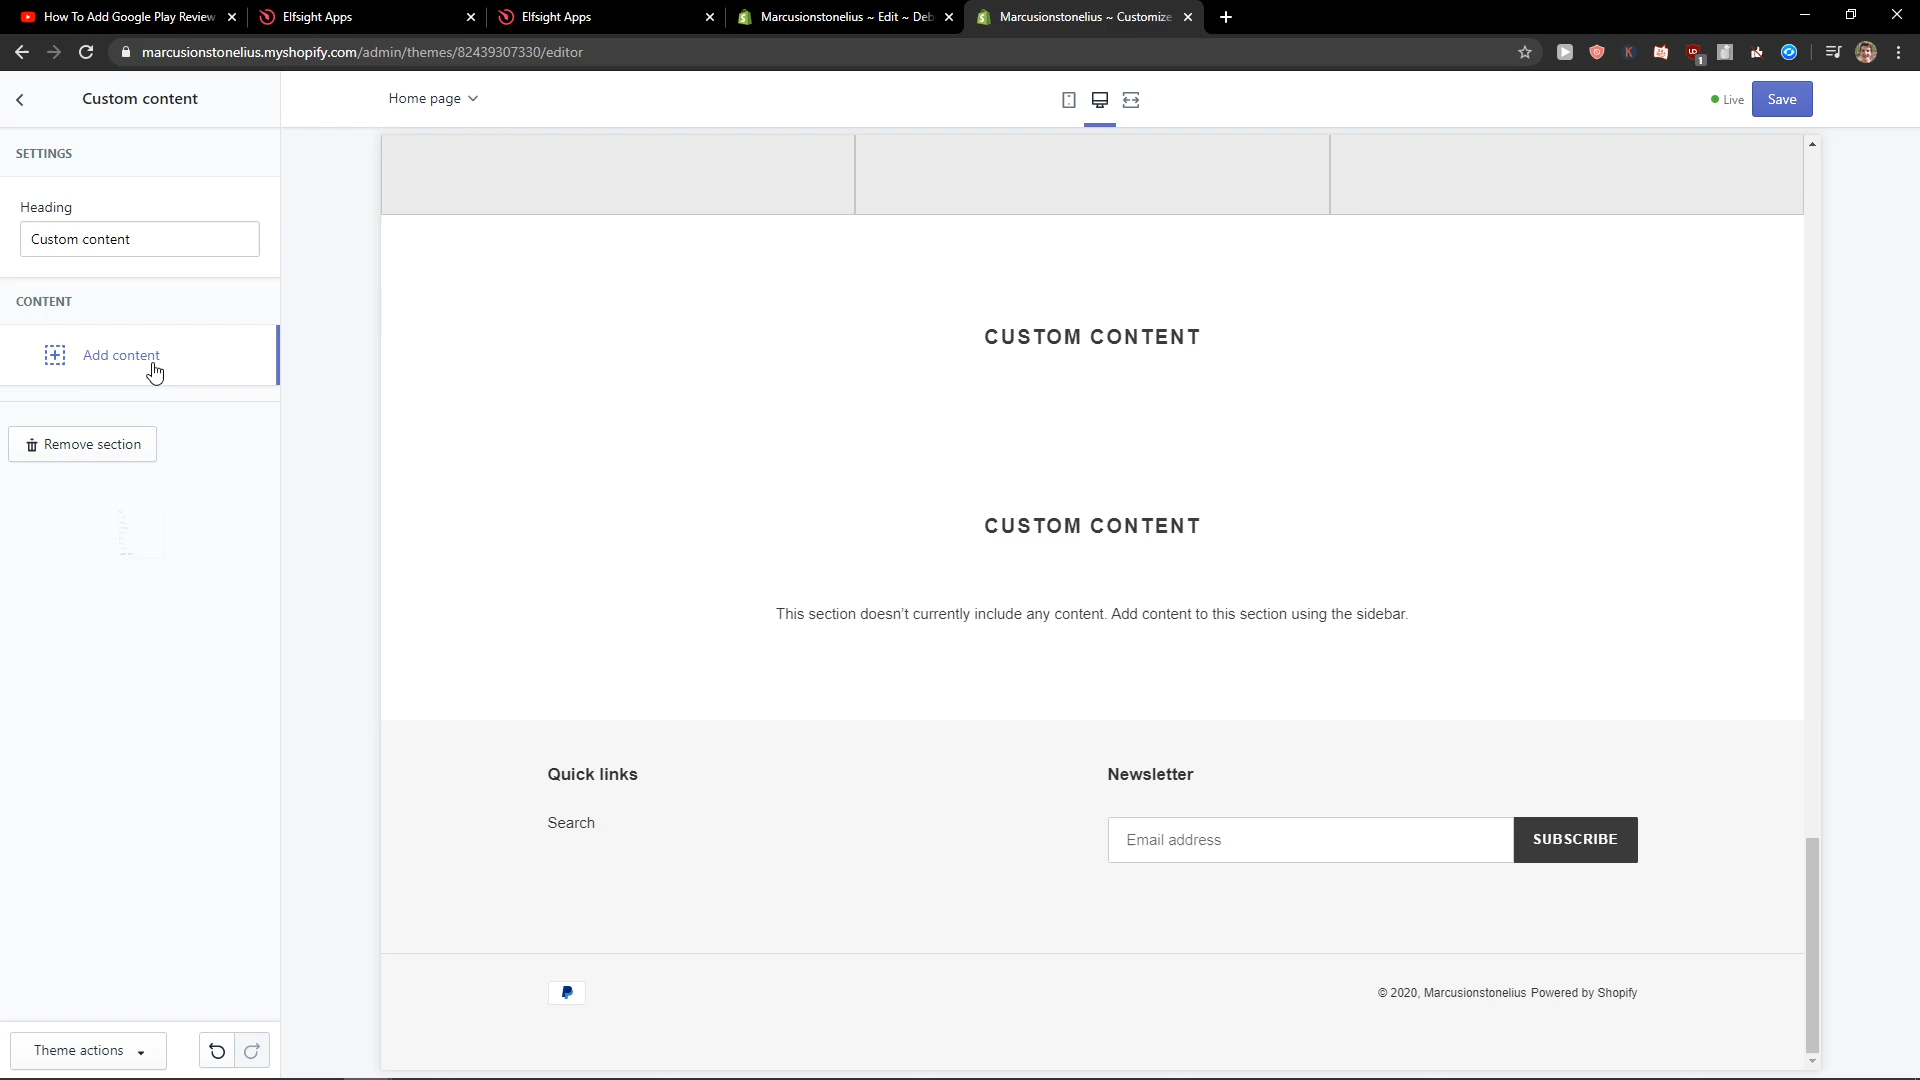 How To Add Google Play Review
Elfsight Apps
Elfsight Apps
Marcusionstonelius ~ Edit ~ Deb
Marcusionstonelius ~ Customize
marcusionstonelius.myshopify.com/admin/themes/82439307330/editor
Custom content
Home page
Live
Save
SETTINGS
Heading
Custom content
CONTENT
Add content
Remove section
CUSTOM CONTENT
CUSTOM CONTENT
This section doesn't currently include any content. Add content to this section using the sidebar.
Quick links
Search
Newsletter
Email address
SUBSCRIBE
© 2020, Marcusionstonelius Powered by Shopify
Theme actions